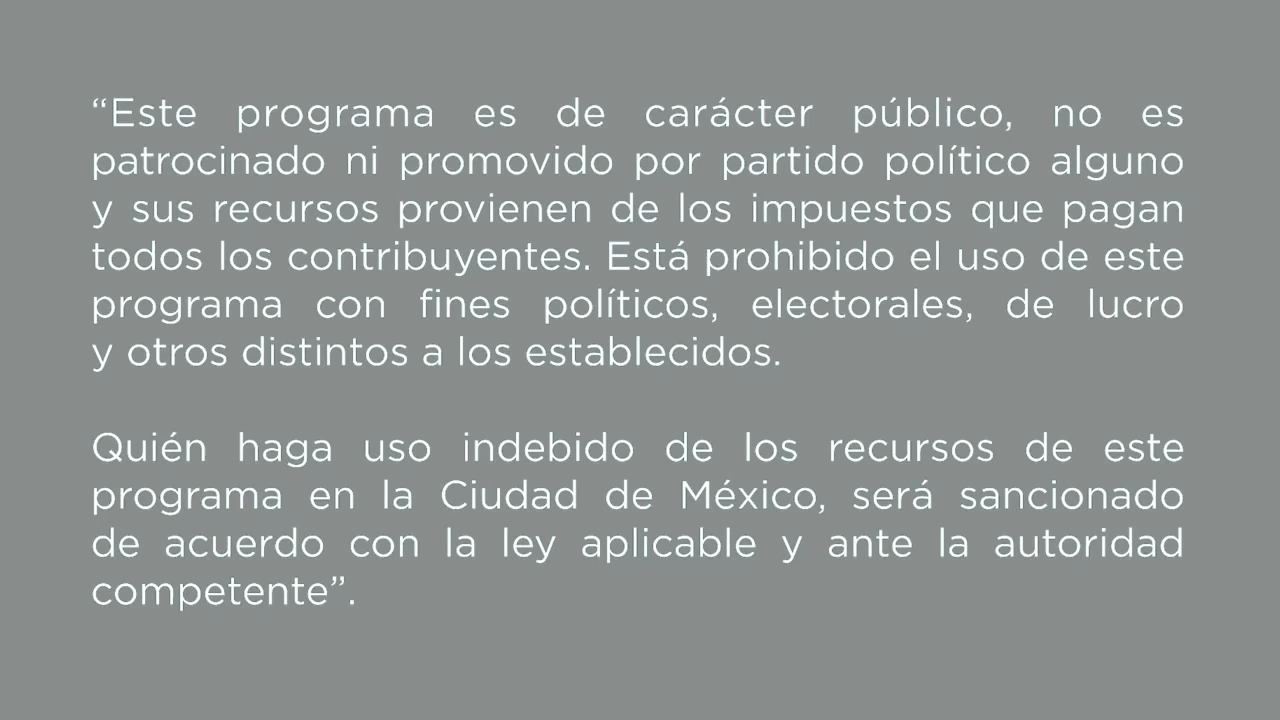 “Este programa es de carácter público, no es
patrocinado ni promovido por partido político alguno
y sus recursos provienen de los impuestos que pagan
todos los contribuyentes. Está prohibido el uso de este
programa con fines políticos, electorales, de lucro
y otros distintos a los establecidos.
Quién haga uso indebido de los recursos de este
programa en la Ciudad de México, será sancionado
de acuerdo con la ley aplicable y ante la autoridad
competente”.